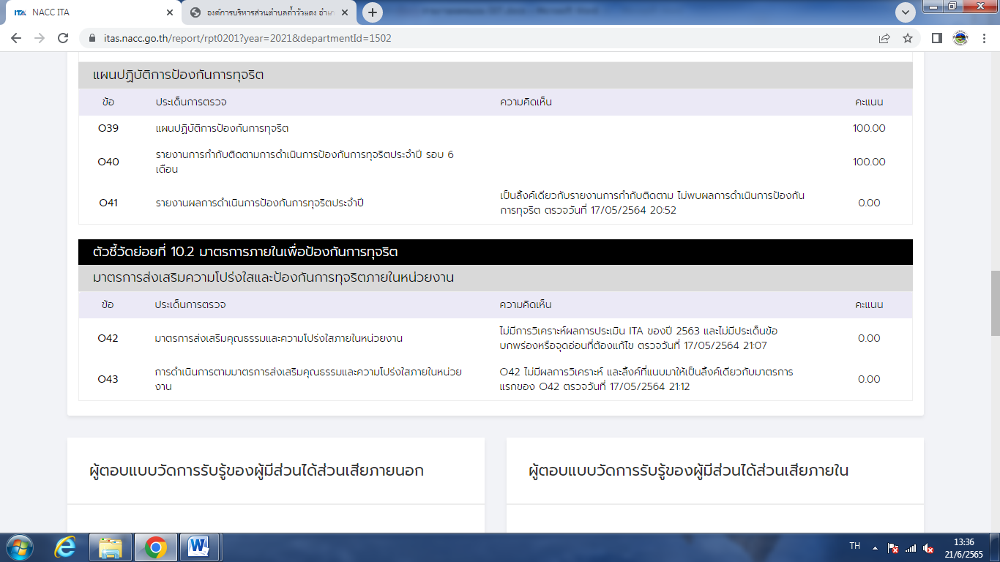 NACC ITA
องค์การบริหารส่วนตำบลถ้ำวัวแดง อำเภ
itas.nacc.go.th/report/rpt0201?year=2021&departmentId=1502
แผนปฏิบัติการป้องกันการทุจริต
ข้อ ประเด็นการตรวจ ความคิดเห็น คะแนน
O39 แผนปฏิบัติการป้องกันการทุจริต 100.00
O40 รายงานการกำกับติดตามการดำเนินการป้องกันการทุจริตประจำปี รอบ 6 100.00
เดือน
O41 รายงานผลการดำเนินการป้องกันการทุจริตประจำปี เป็นลิ้งค์เดียวกับรายงานการกำกับติดตาม ไม่พบผลการดำเนินการป้องกัน 0.00
การทุจริต ตรวจวันที่ 17/05/2564 20:52
ตัวชี้วัดย่อยที่ 10.2 มาตรการภายในเพื่อป้องกันการทุจริต
มาตรการส่งเสริมความโปร่งใสและป้องกันการทุจริตภายในหน่วยงาน
ข้อ ประเด็นการตรวจ ความคิดเห็น คะแนน
O42 มาตรการส่งเสริมคุณธรรมและความโปร่งใสภายในหน่วยงาน ไม่มีการวิเคราะห์ผลการประเมิน ITA ของปี 2563 และไม่มีประเด็นข้อ 0.00
บกพร่องหรือจุดอ่อนที่ต้องแก้ไข ตรวจวันที่ 17/05/2564 21:07
O43 การดำเนินการตามมาตรการส่งเสริมคุณธรรมและความโปร่งใสภายในหน่วย O42 ไม่มีผลการวิเคราะห์ และลิ้งค์ที่แนบมาให้เป็นลิ้งค์เดียวกับมาตรการ 0.00
งาน แรกของ O42 ตรวจวันที่ 17/05/2564 21:12
ผู้ตอบแบบวัดการรับรู้ของผู้มีส่วนได้ส่วนเสียภายนอก
ผู้ตอบแบบวัดการรับรู้ของผู้มีส่วนได้ส่วนเสียภายใน
TH
13:36
21/6/2565